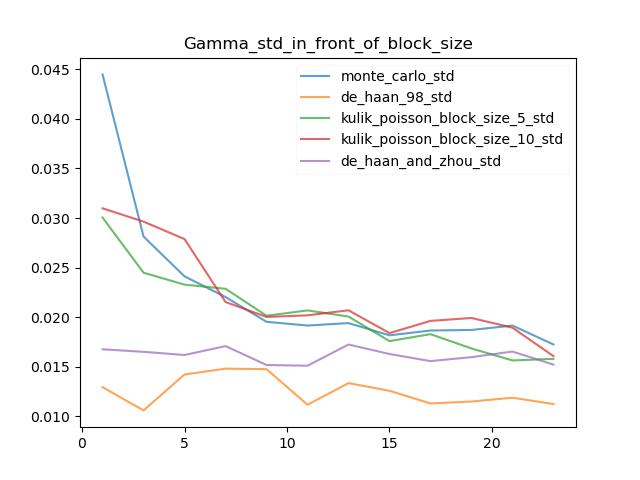 Gamma_std_in_front_of_block_size
monte_carlo_std
de_haan_98_std
kulik_poisson_block_size_5_std
kulik_poisson_block_size_10_std
de_haan_and_zhou_std
0.045
0.040
0.035
0.030
0.025
0.020
0.015
0.010
0 5 10 15 20